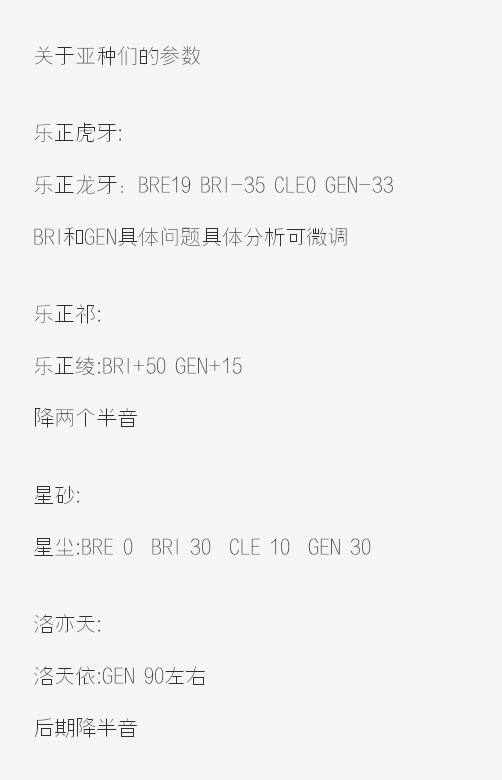 关于亚种们的参数
乐正虎牙:
乐正龙牙：BRE19 BRI-35 CLE0 GEN-33
BRI和GEN具体问题具体分析可微调
乐正祁:
乐正绫:BRI+50 GEN+15
降两个半音
星砂:
星尘:BRE 0 BRI 30 CLE 10 GEN 30
洛亦天:
洛天依:GEN 90左右
后期降半音